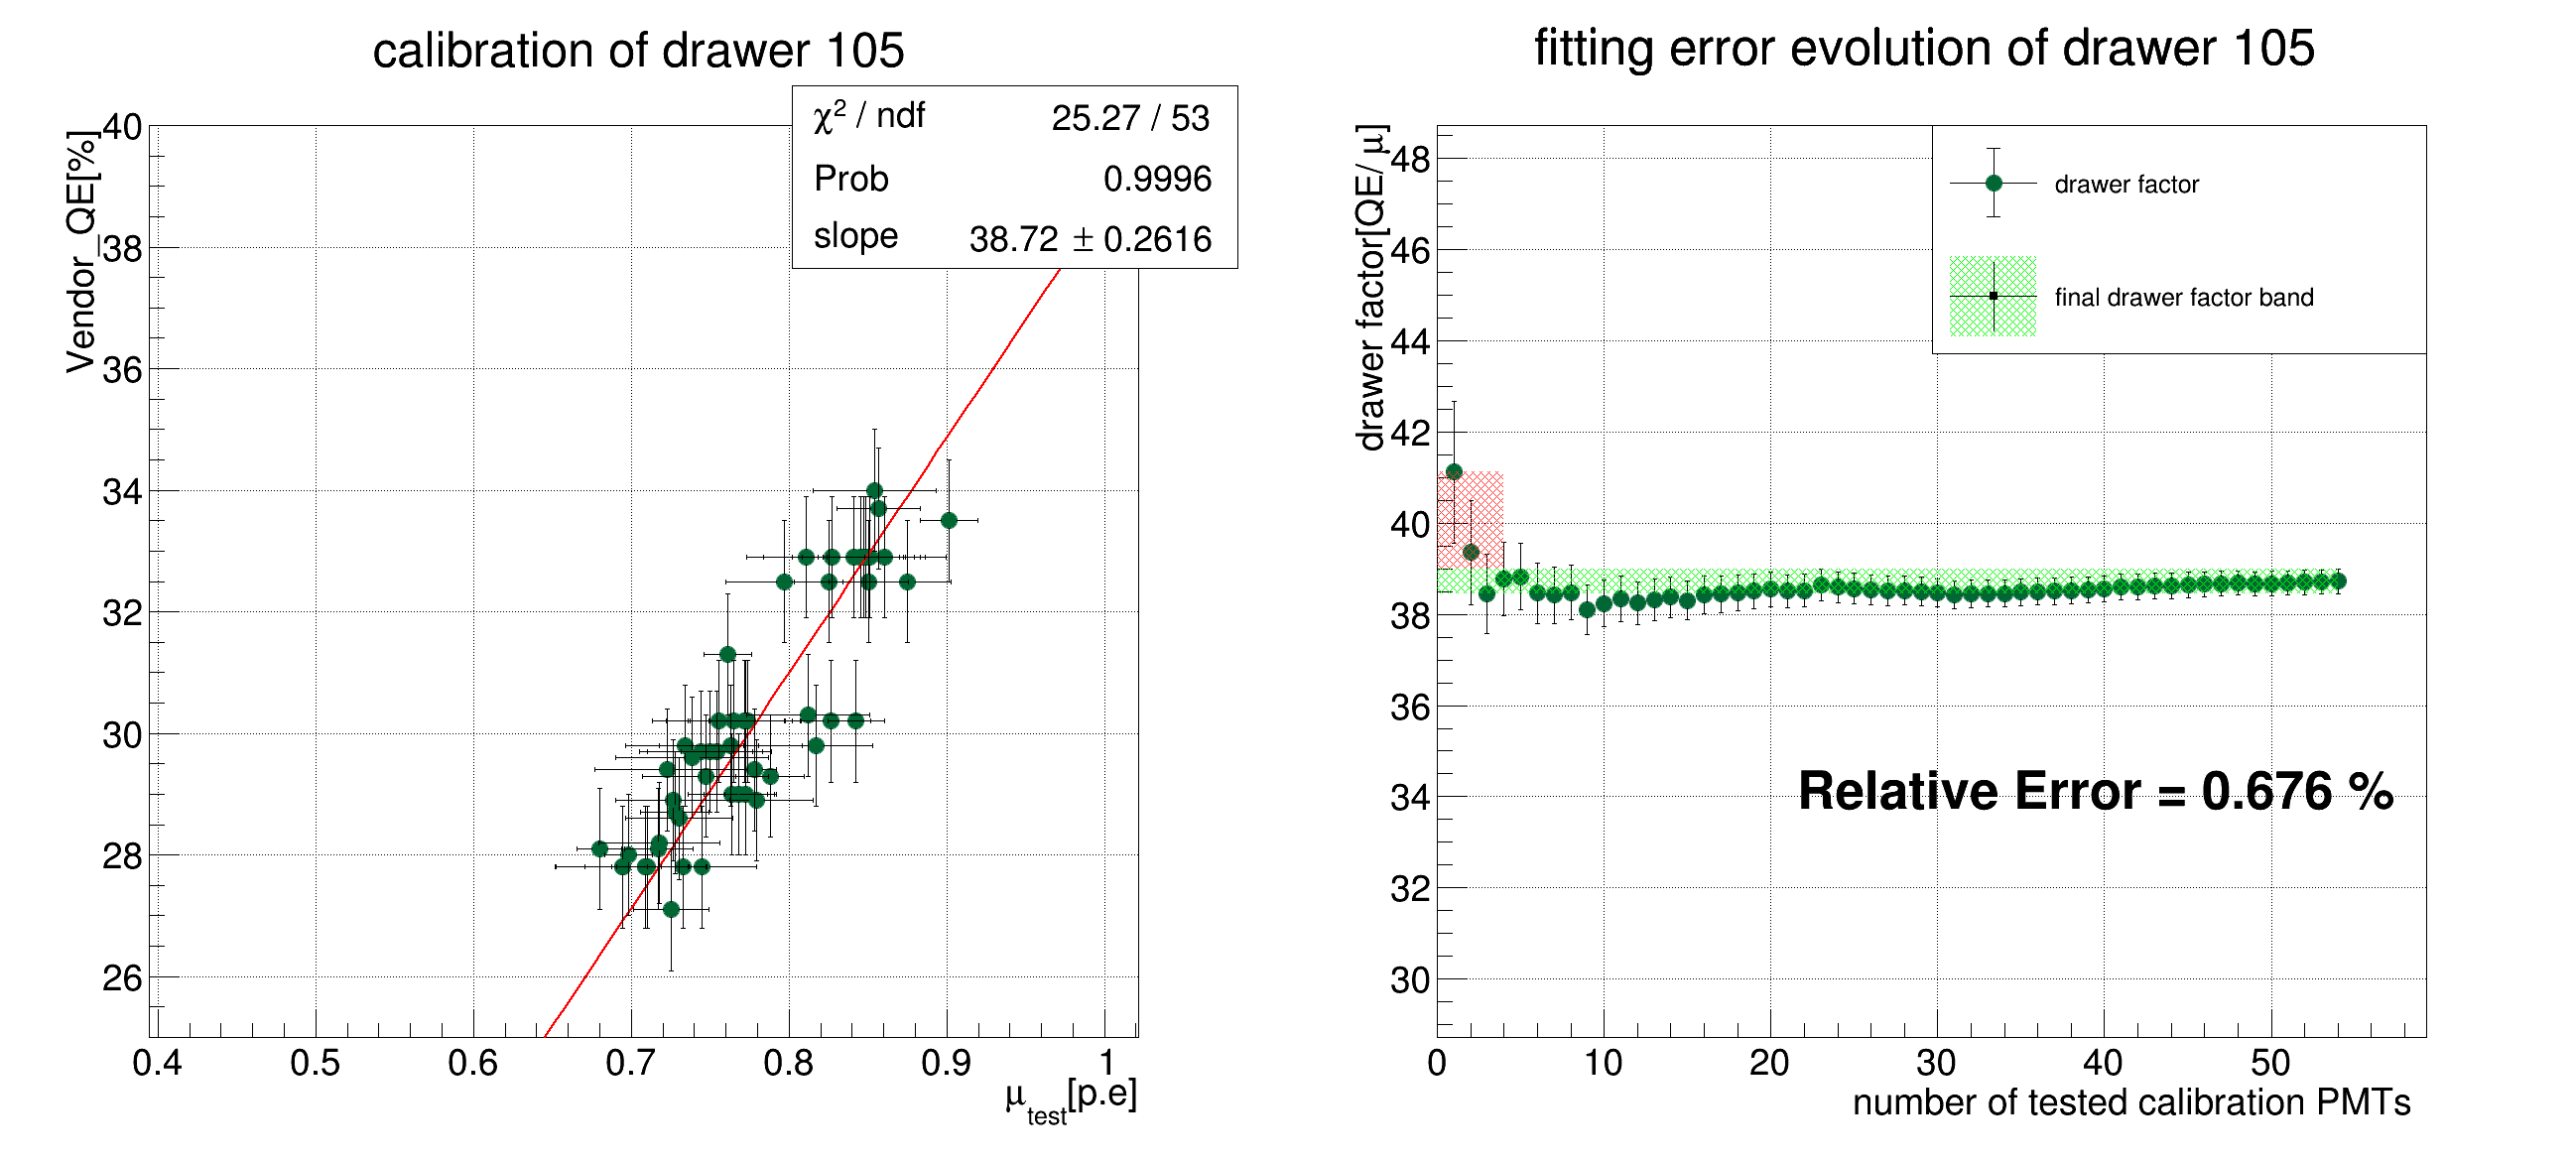 calibration of drawer 105
χ² / ndf 25.27 / 53
Prob 0.9996
slope 38.72 ± 0.2616
Vendor_QE[%]
40
38
36
34
32
30
28
26
0.4 0.5 0.6 0.7 0.8 0.9 1
μtest[p.e]
fitting error evolution of drawer 105
drawer factor[QE/μ]
drawer factor
final drawer factor band
48
46
44
42
40
38
36
34
32
30
Relative Error = 0.676 %
0 10 20 30 40 50
number of tested calibration PMTs